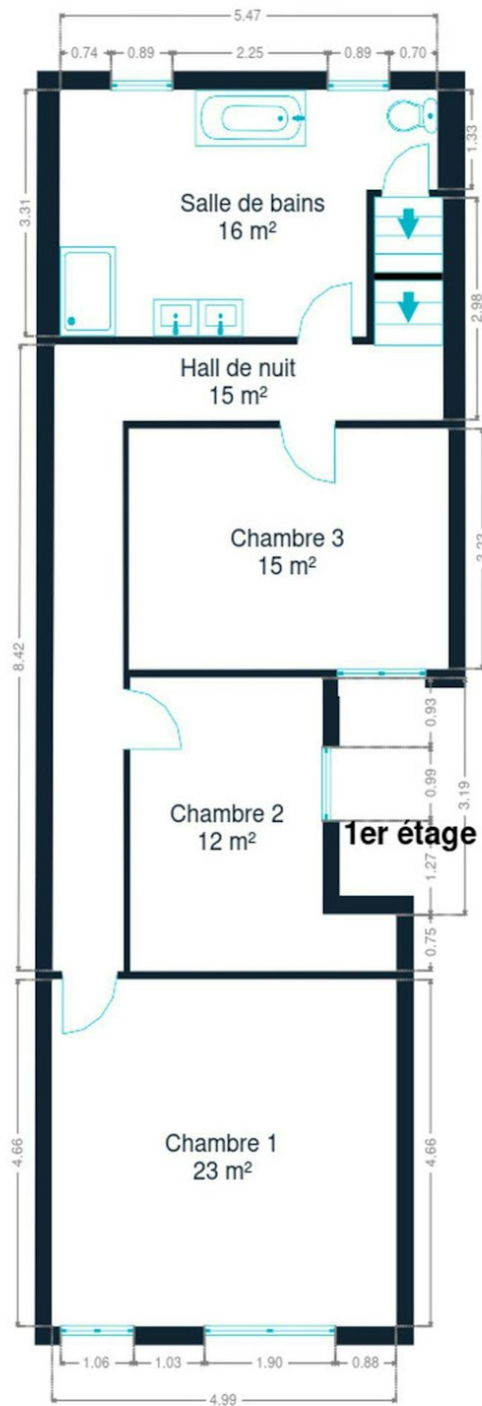 5.47
0.74 0.89 2.25 0.89 0.70
1.33
3.31
Salle de bains
16 m²
2.98
Hall de nuit
15 m²
Chambre 3
15 m²
3.23
8.42
0.93
0.99
3.19
Chambre 2
12 m²
1er étage
1.27
0.75
Chambre 1
23 m²
4.66
4.66
1.06 1.03 1.90 0.88
4.99